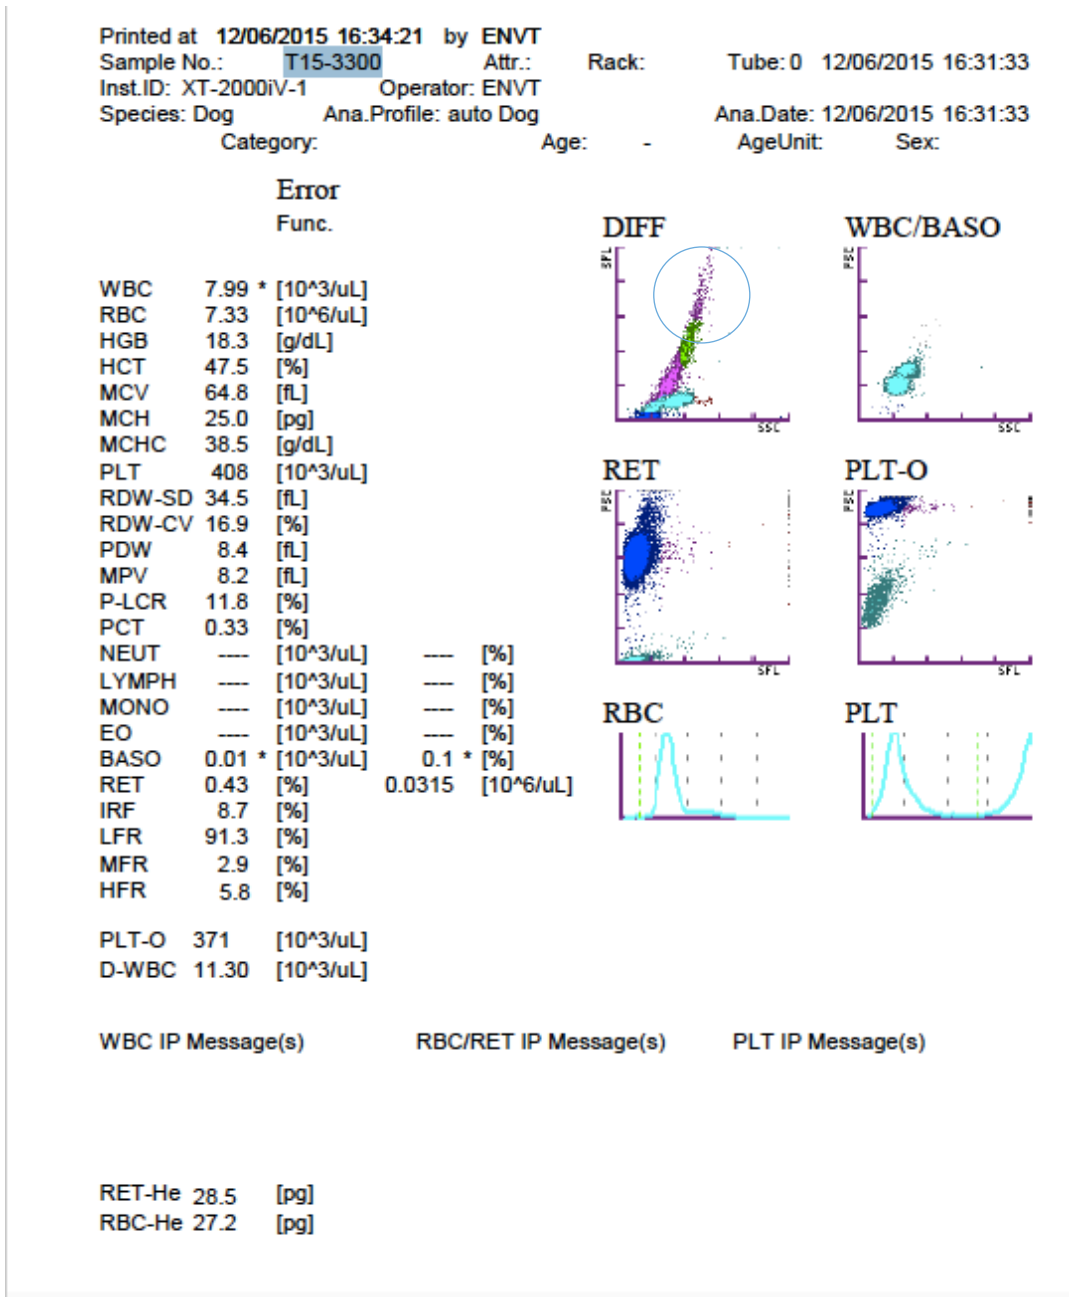 Printed at 12/06/2015 16:34:21 by ENVT
Sample No.: T15-3300 Attr.: Rack: Tube: 0 12/06/2015 16:31:33
Inst.ID: XT-2000iV-1 Operator: ENVT
Species: Dog Ana.Profile: auto Dog Ana.Date: 12/06/2015 16:31:33
Category: Age: - AgeUnit: Sex:
Error
Func.
WBC 7.99 * [10^3/uL]
RBC 7.33 [10^6/uL]
HGB 18.3 [g/dL]
HCT 47.5 [%]
MCV 64.8 [fL]
MCH 25.0 [pg]
MCHC 38.5 [g/dL]
PLT 408 [10^3/uL]
RDW-SD 34.5 [fL]
RDW-CV 16.9 [%]
PDW 8.4 [fL]
MPV 8.2 [fL]
P-LCR 11.8 [%]
PCT 0.33 [%]
NEUT ---- [10^3/uL] ---- [%]
LYMPH ---- [10^3/uL] ---- [%]
MONO ---- [10^3/uL] ---- [%]
EO ---- [10^3/uL] ---- [%]
BASO 0.01 * [10^3/uL] 0.1 * [%]
RET 0.43 [%] 0.0315 [10^6/uL]
IRF 8.7 [%]
LFR 91.3 [%]
MFR 2.9 [%]
HFR 5.8 [%]
PLT-O 371 [10^3/uL]
D-WBC 11.30 [10^3/uL]
DIFF WBC/BASO
SFL FSC
SSC SSC
RET PLT-O
FSC FSC
SFL SFL
RBC PLT
WBC IP Message(s) RBC/RET IP Message(s) PLT IP Message(s)
RET-He 28.5 [pg]
RBC-He 27.2 [pg]